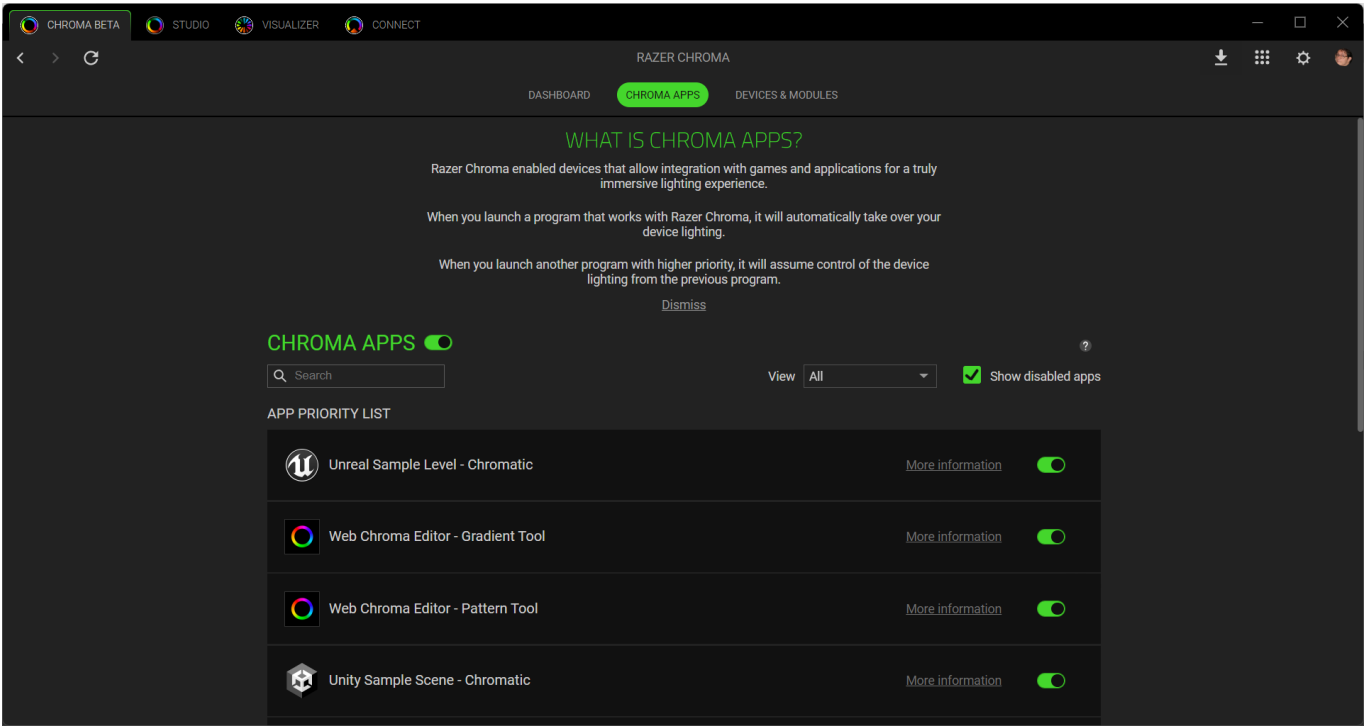 CHROMA BETA
STUDIO
VISUALIZER
CONNECT
RAZER CHROMA
DASHBOARD
CHROMA APPS
DEVICES & MODULES
WHAT IS CHROMA APPS?
Razer Chroma enabled devices that allow integration with games and applications for a truly
immersive lighting experience.
When you launch a program that works with Razer Chroma, it will automatically take over your
device lighting.
When you launch another program with higher priority, it will assume control of the device
lighting from the previous program.
Dismiss
CHROMA APPS
?
Search
View
All
Show disabled apps
APP PRIORITY LIST
Unreal Sample Level - Chromatic
More information
Web Chroma Editor - Gradient Tool
More information
Web Chroma Editor - Pattern Tool
More information
Unity Sample Scene - Chromatic
More information